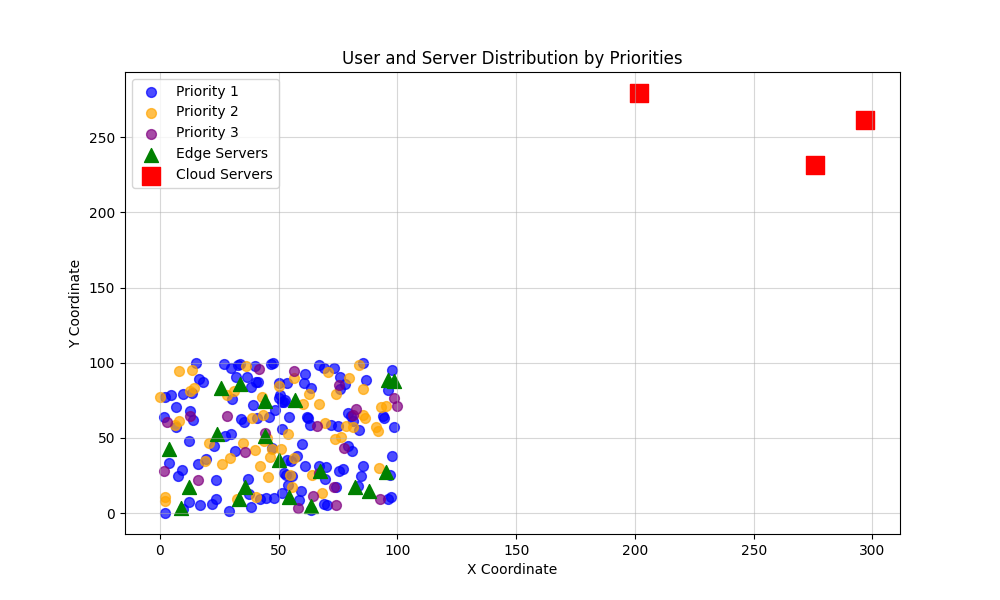 User and Server Distribution by Priorities
Priority 1
Priority 2
Priority 3
Edge Servers
Cloud Servers
Y Coordinate
250
200
150
100
50
0
0 50 100 150 200 250 300
X Coordinate